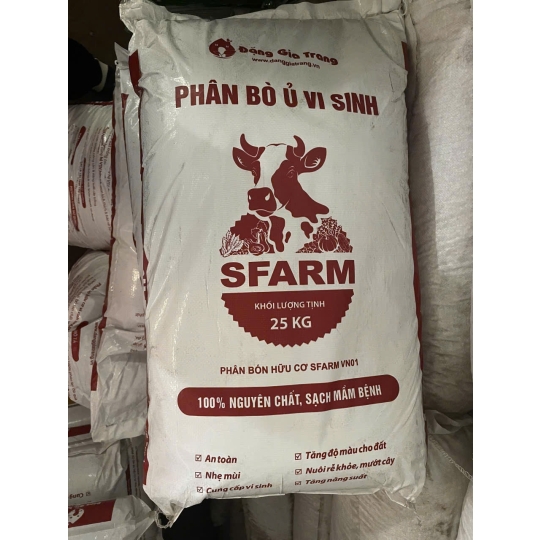 Đặng Gia Trang
www.danggiatrang.vn
PHÂN BÒ Ủ VI SINH
SFARM
KHỐI LƯỢNG TỊNH
25 KG
PHÂN BÓN HỮU CƠ SFARM VN01
100% NGUYÊN CHẤT, SẠCH MẦM BỆNH
An toàn
Nhẹ mùi
Cung cấp vi sinh
Tăng độ màu cho đất
Nuôi rễ khỏe, mướt cây
Tăng năng suất